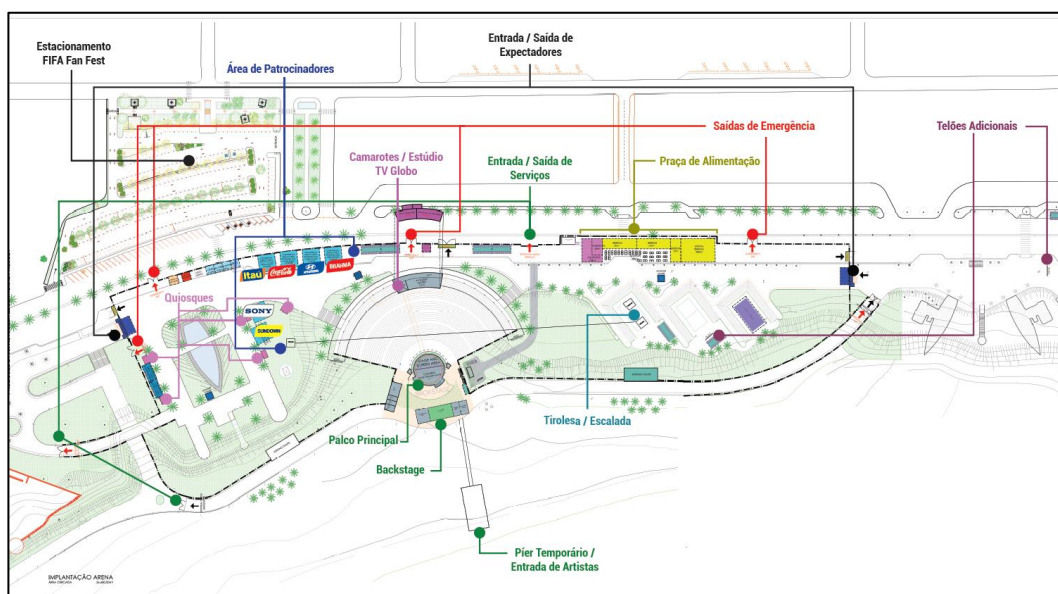 Estacionamento
FIFA Fan Fest
Área de Patrocinadores
Entrada / Saída de
Expectadores
Camarotes / Estúdio
TV Globo
Entrada / Saída de
Serviços
Saídas de Emergência
Praça de Alimentação
Telões Adicionais
Itaú
Coca-Cola
HYUNDAI
BRAHMA
Quiosques
SONY
SUNDOWN
Palco Principal
Backstage
Tirolesa / Escalada
Píer Temporário /
Entrada de Artistas
IMPLANTAÇÃO ARENA